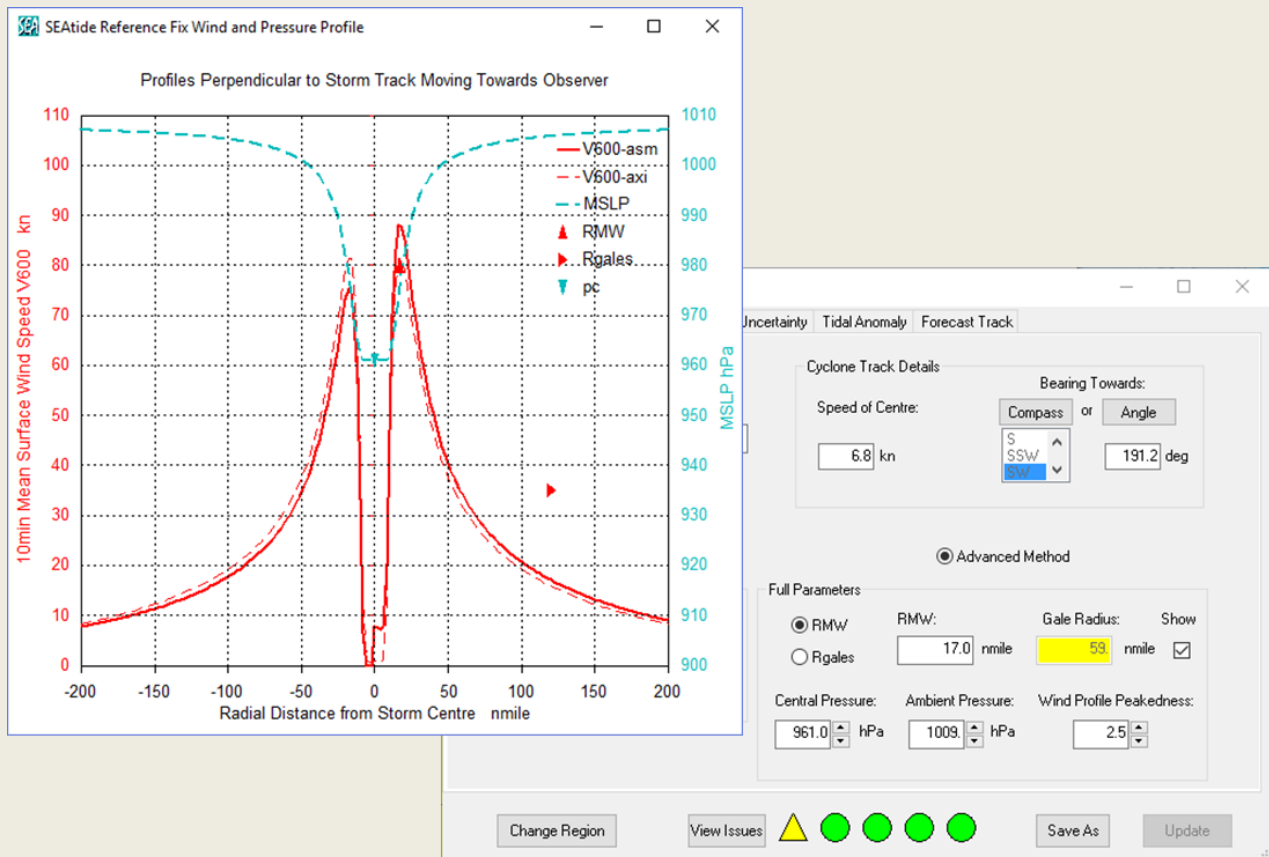 SEAtide Reference Fix Wind and Pressure Profile
Profiles Perpendicular to Storm Track Moving Towards Observer
110
100
90
80
70
60
50
40
30
20
10
0
10min Mean Surface Wind Speed V600 kn
1010
1000
990
980
970
960
950
940
930
920
910
900
MSLP hPa
V600-asm
V600-axi
MSLP
RMW
Rgales
pc
-200 -150 -100 -50 0 50 100 150 200
Radial Distance from Storm Centre nmile
Uncertainty Tidal Anomaly Forecast Track
Cyclone Track Details
Speed of Centre:
6.8 kn
Bearing Towards:
Compass or Angle
S
SSW
SW
191.2 deg
Advanced Method
Full Parameters
RMW
Rgales
RMW:
17.0 nmile
Gale Radius:
59. nmile
Show
Central Pressure:
961.0 hPa
Ambient Pressure:
1009. hPa
Wind Profile Peakedness:
2.5
Change Region
View Issues
Save As
Update